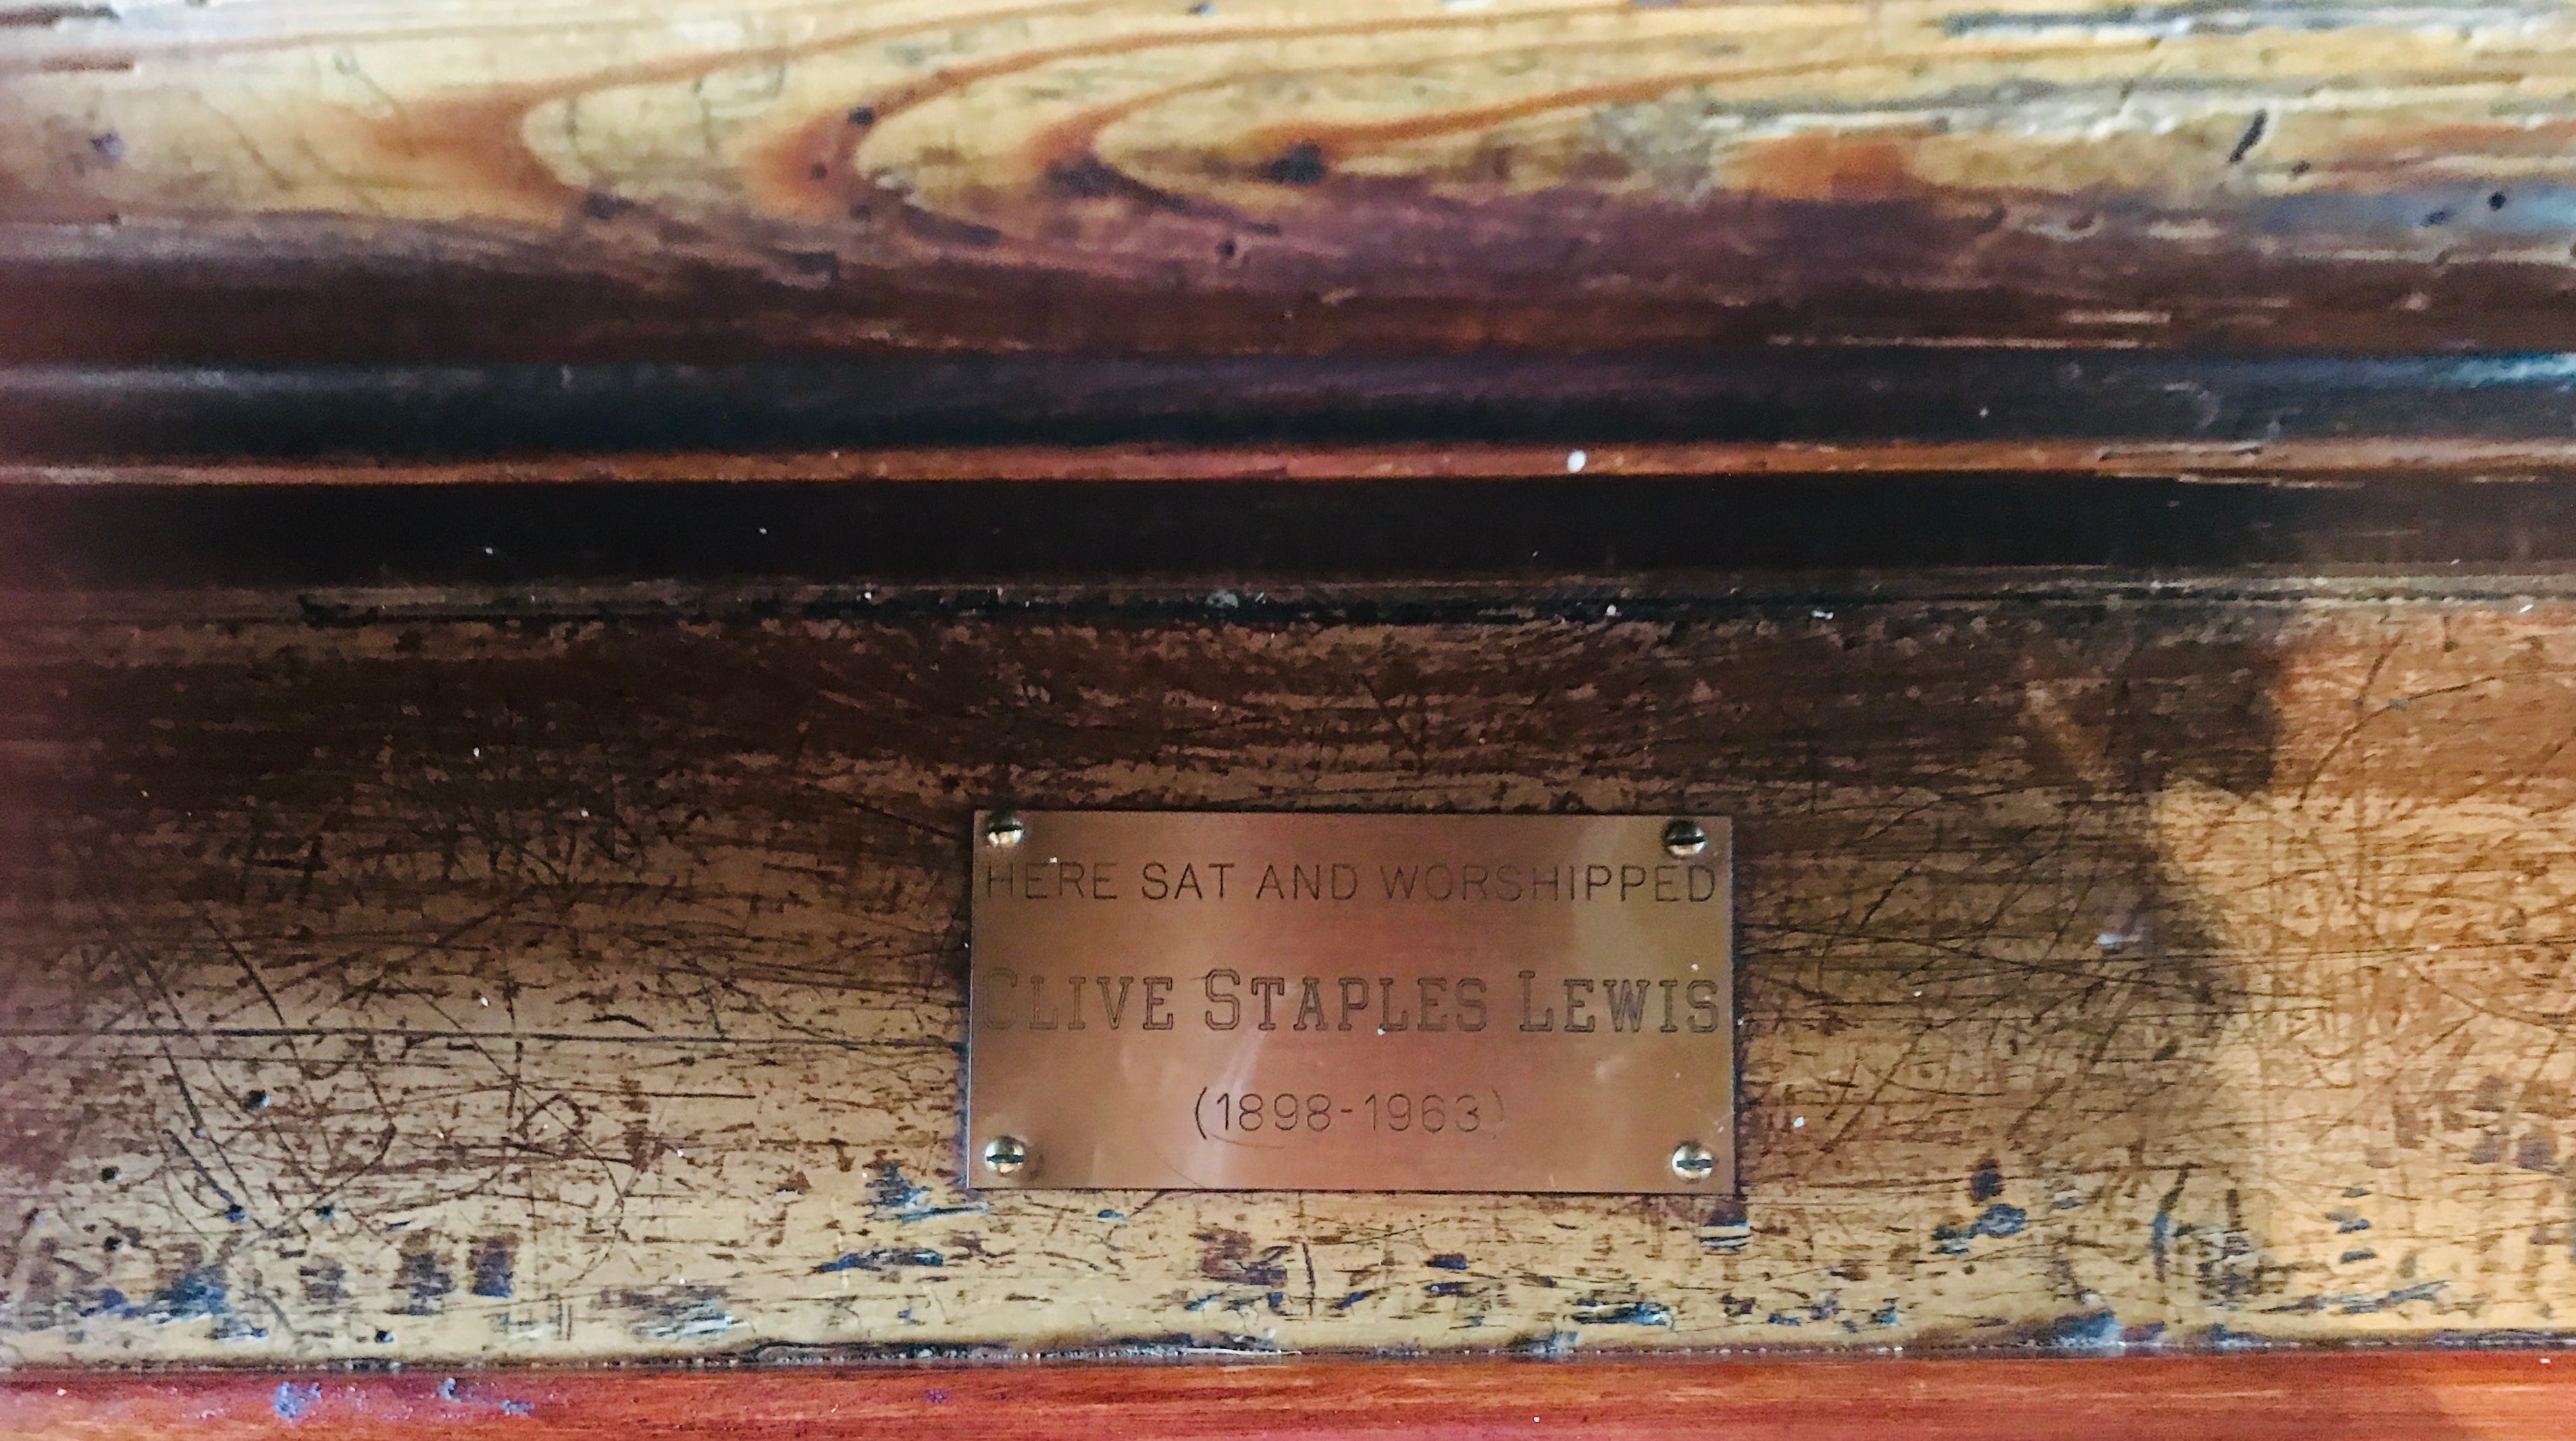 HERE SAT AND WORSHIPPED
CLIVE STAPLES LEWIS
(1898-1963)